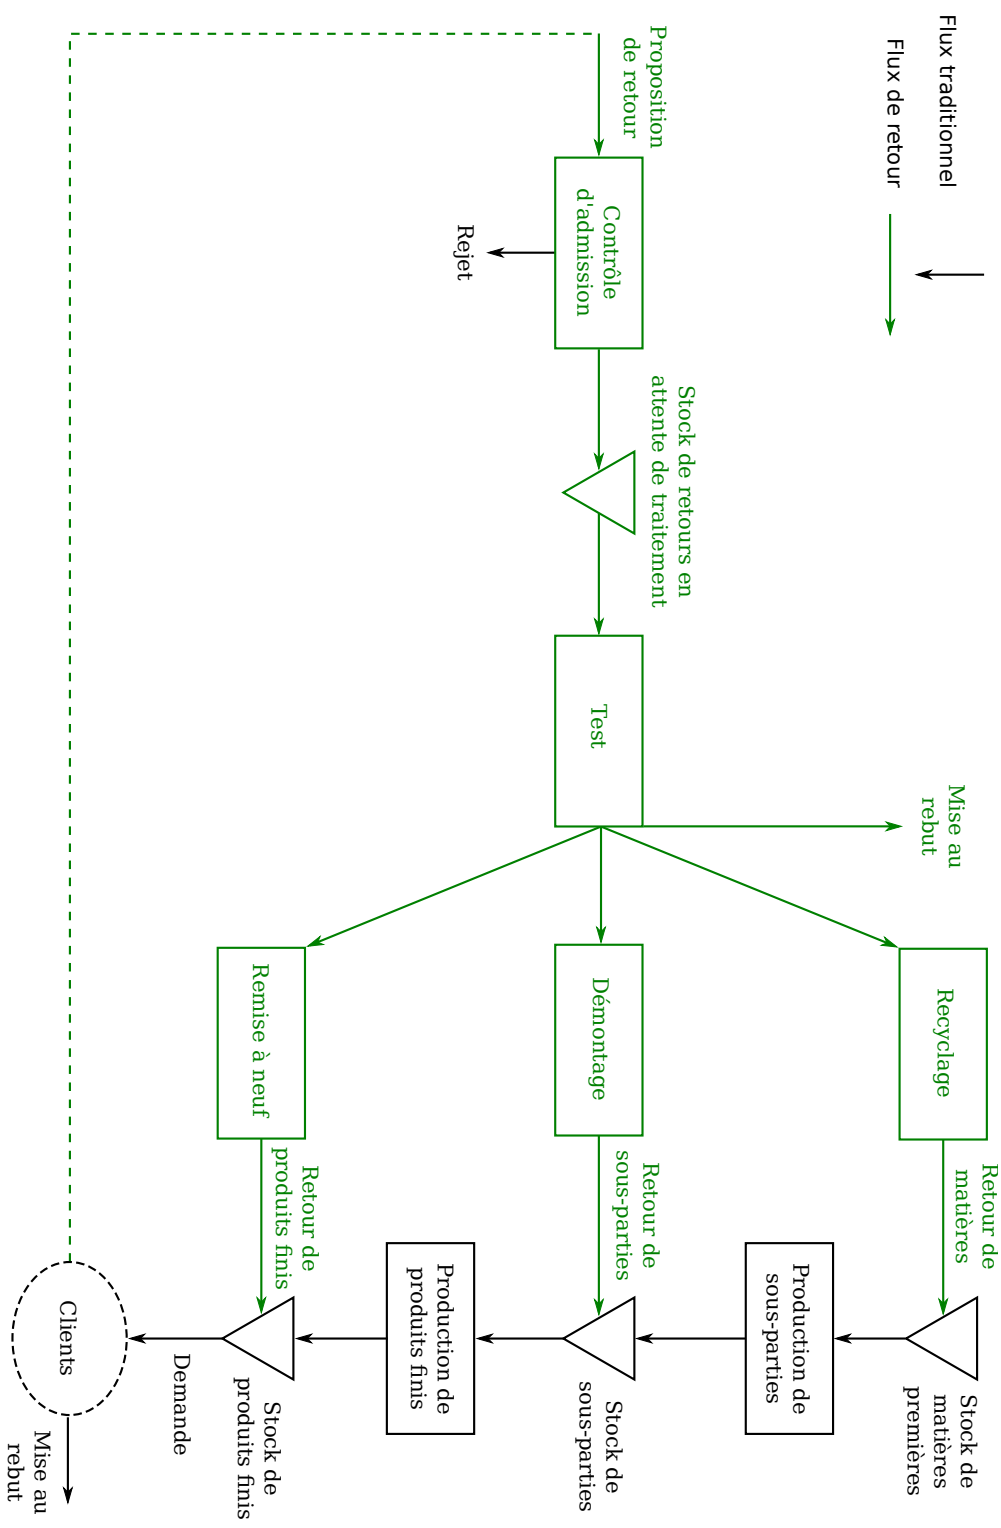 Flux traditionnel
Flux de retour
Proposition
de retour
Contrôle
d'admission
Rejet
Stock de retours en
attente de traitement
Test
Mise au
rebut
Recyclage
Démontage
Remise à neuf
Retour de
matières
Retour de
sous-parties
Retour de
produits finis
Stock de
matières
premières
Production de
sous-parties
Stock de
sous-parties
Production de
produits finis
Stock de
produits finis
Demande
Clients
Mise au
rebut